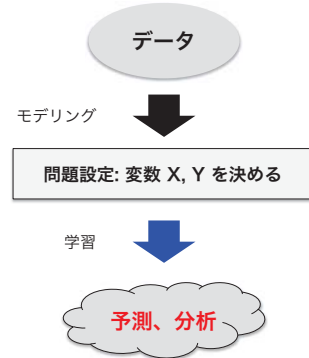 データ
モデリング
問題設定: 変数 X, Y を決める
学習
予測、分析